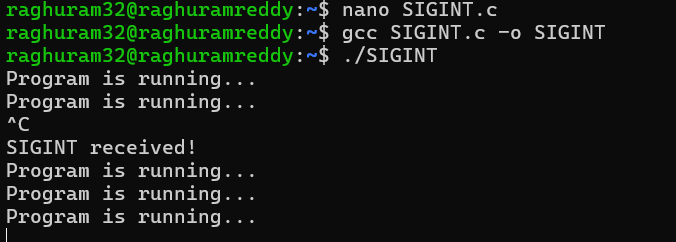 raghuram32@raghuramreddy:~$ nano SIGINT.c
raghuram32@raghuramreddy:~$ gcc SIGINT.c -o SIGINT
raghuram32@raghuramreddy:~$ ./SIGINT
Program is running...
Program is running...
^C
SIGINT received!
Program is running...
Program is running...
Program is running...